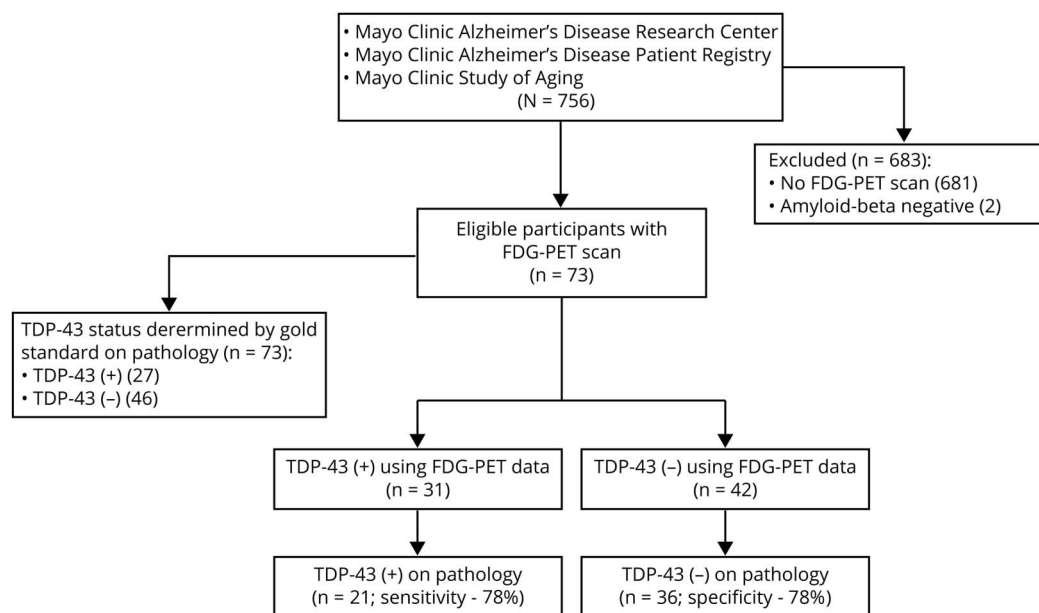 • Mayo Clinic Alzheimer’s Disease Research Center
• Mayo Clinic Alzheimer’s Disease Patient Registry
• Mayo Clinic Study of Aging
(N = 756)
Excluded (n = 683):
• No FDG-PET scan (681)
• Amyloid-beta negative (2)
Eligible participants with
FDG-PET scan
(n = 73)
TDP-43 status derermined by gold
standard on pathology (n = 73):
• TDP-43 (+) (27)
• TDP-43 (–) (46)
TDP-43 (+) using FDG-PET data
(n = 31)
TDP-43 (–) using FDG-PET data
(n = 42)
TDP-43 (+) on pathology
(n = 21; sensitivity - 78%)
TDP-43 (–) on pathology
(n = 36; specificity - 78%)